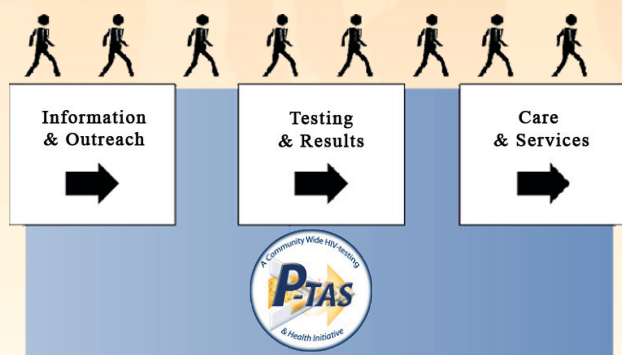 Information
& Outreach
Testing
& Results
Care
& Services
A Community Wide HIV-testing
P-TAS
& Health Initiative